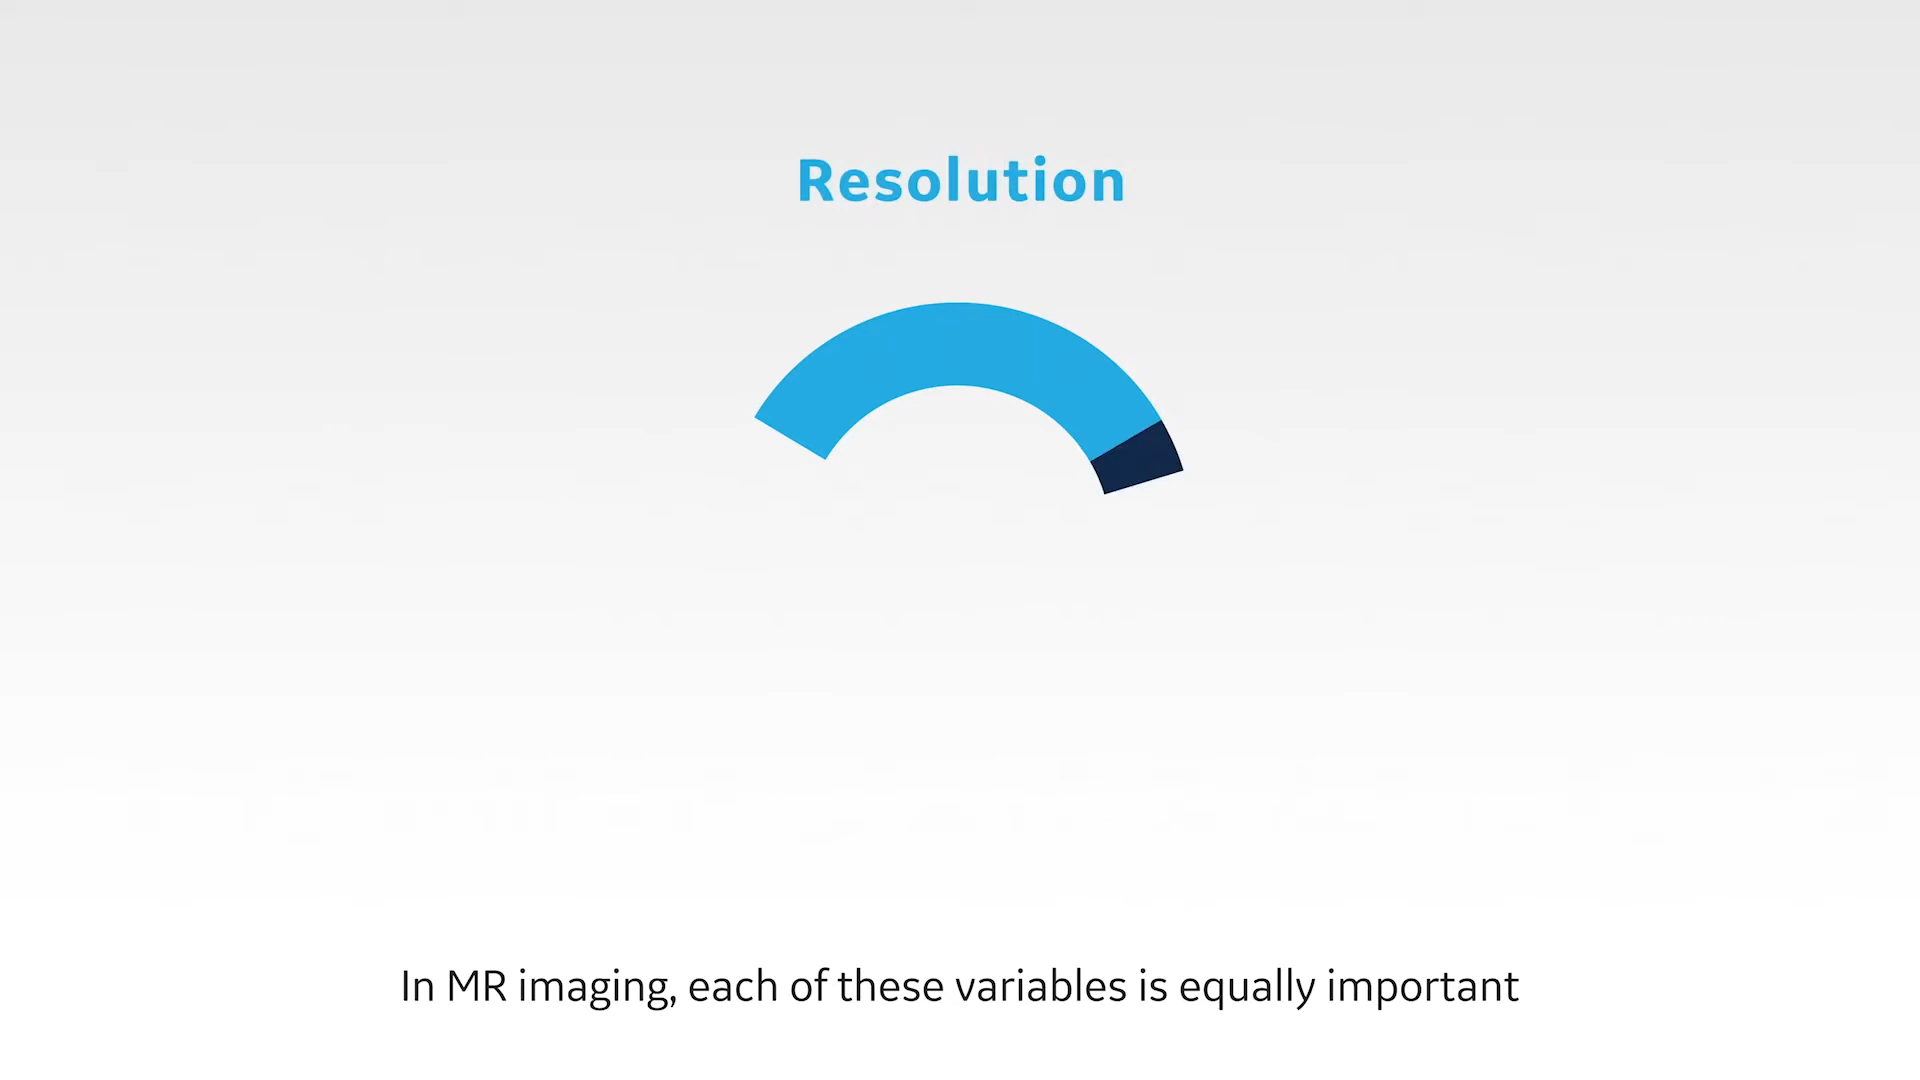 Resolution
In MR imaging, each of these variables is equally important